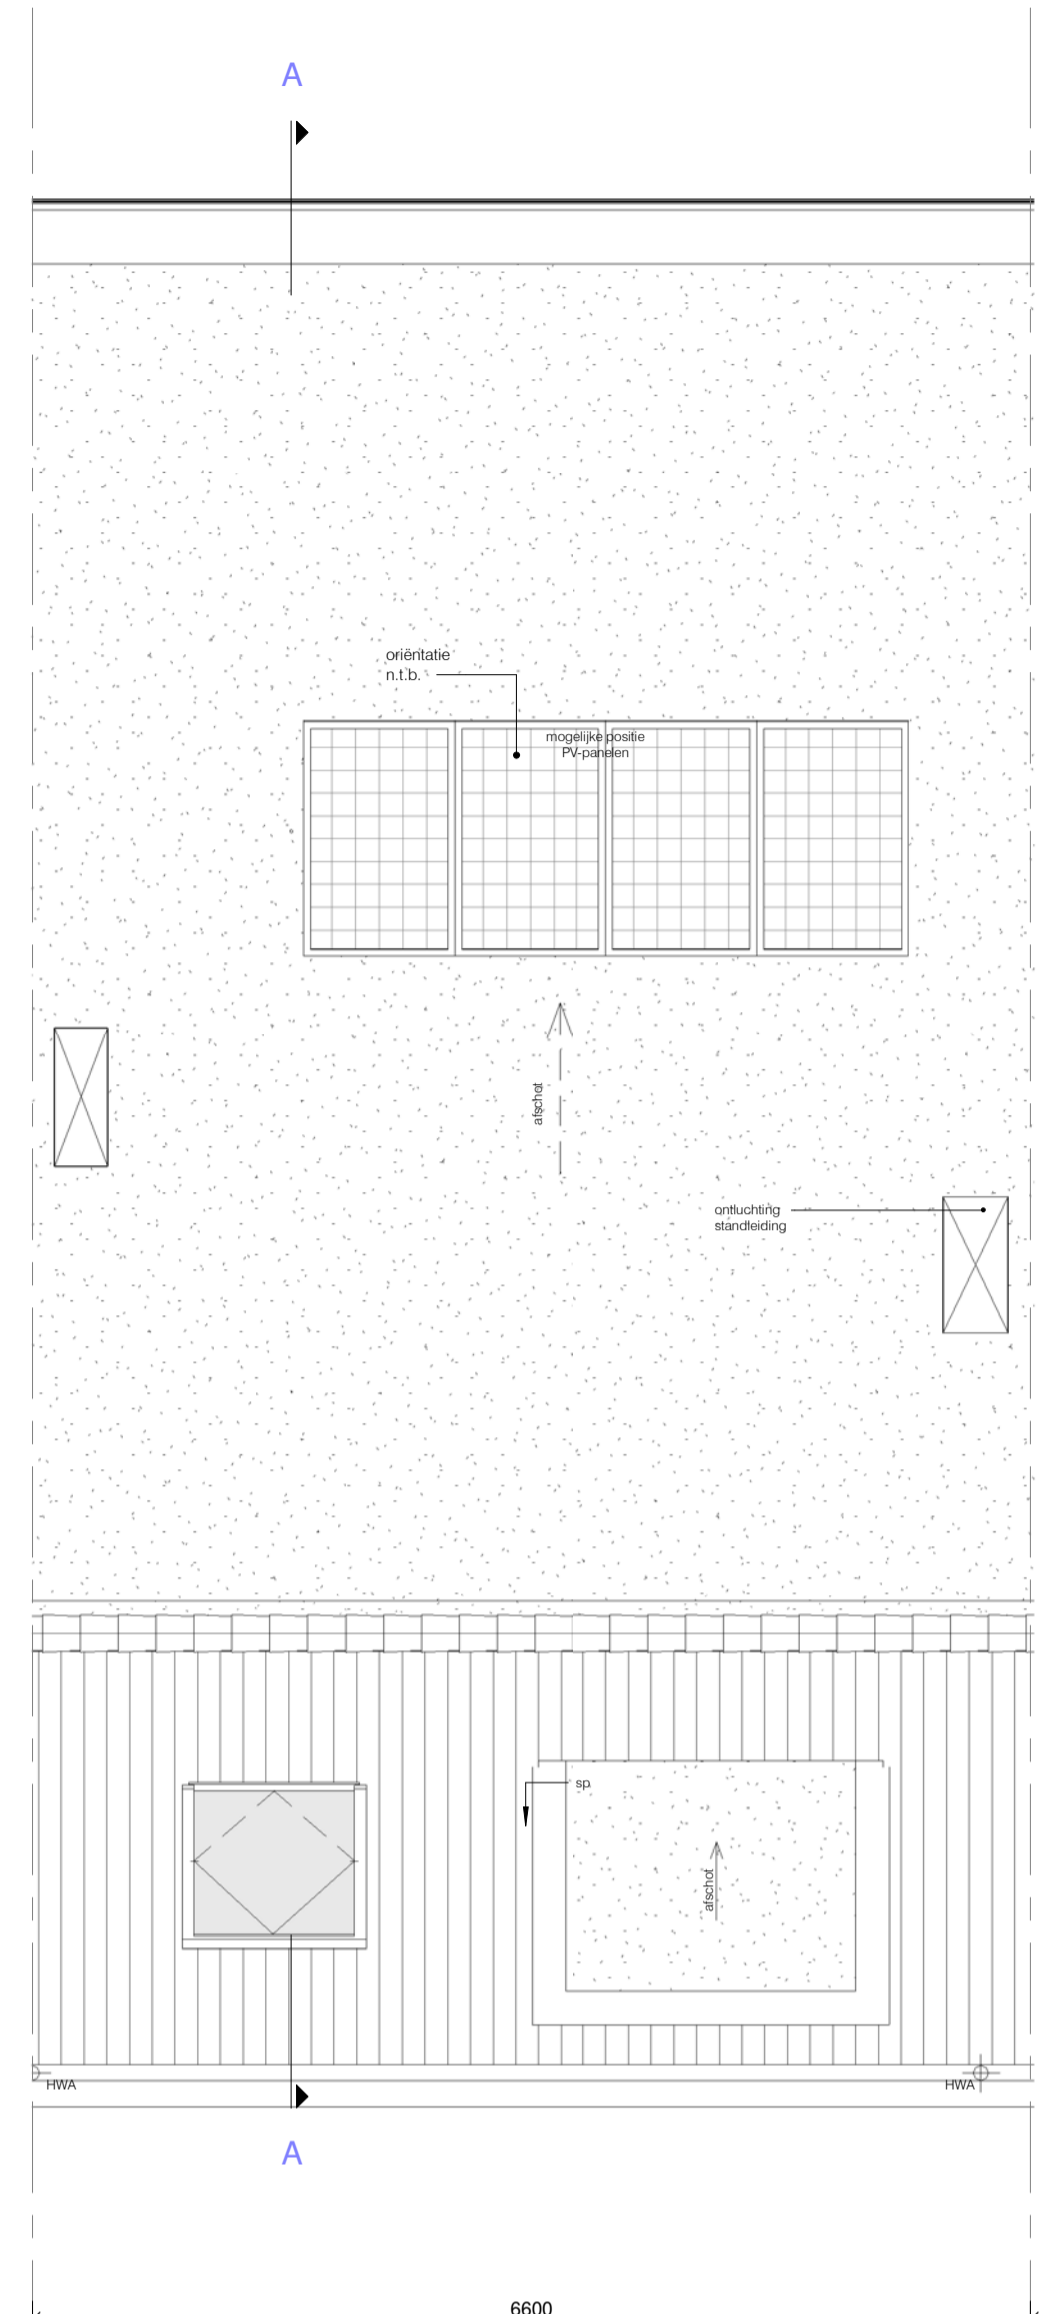 A
oriëntatie
n.t.b.
mogelijke positie
PV-panelen
afschot
ontluchting
standleiding
sp
afschot
HWA
HWA
A
6600